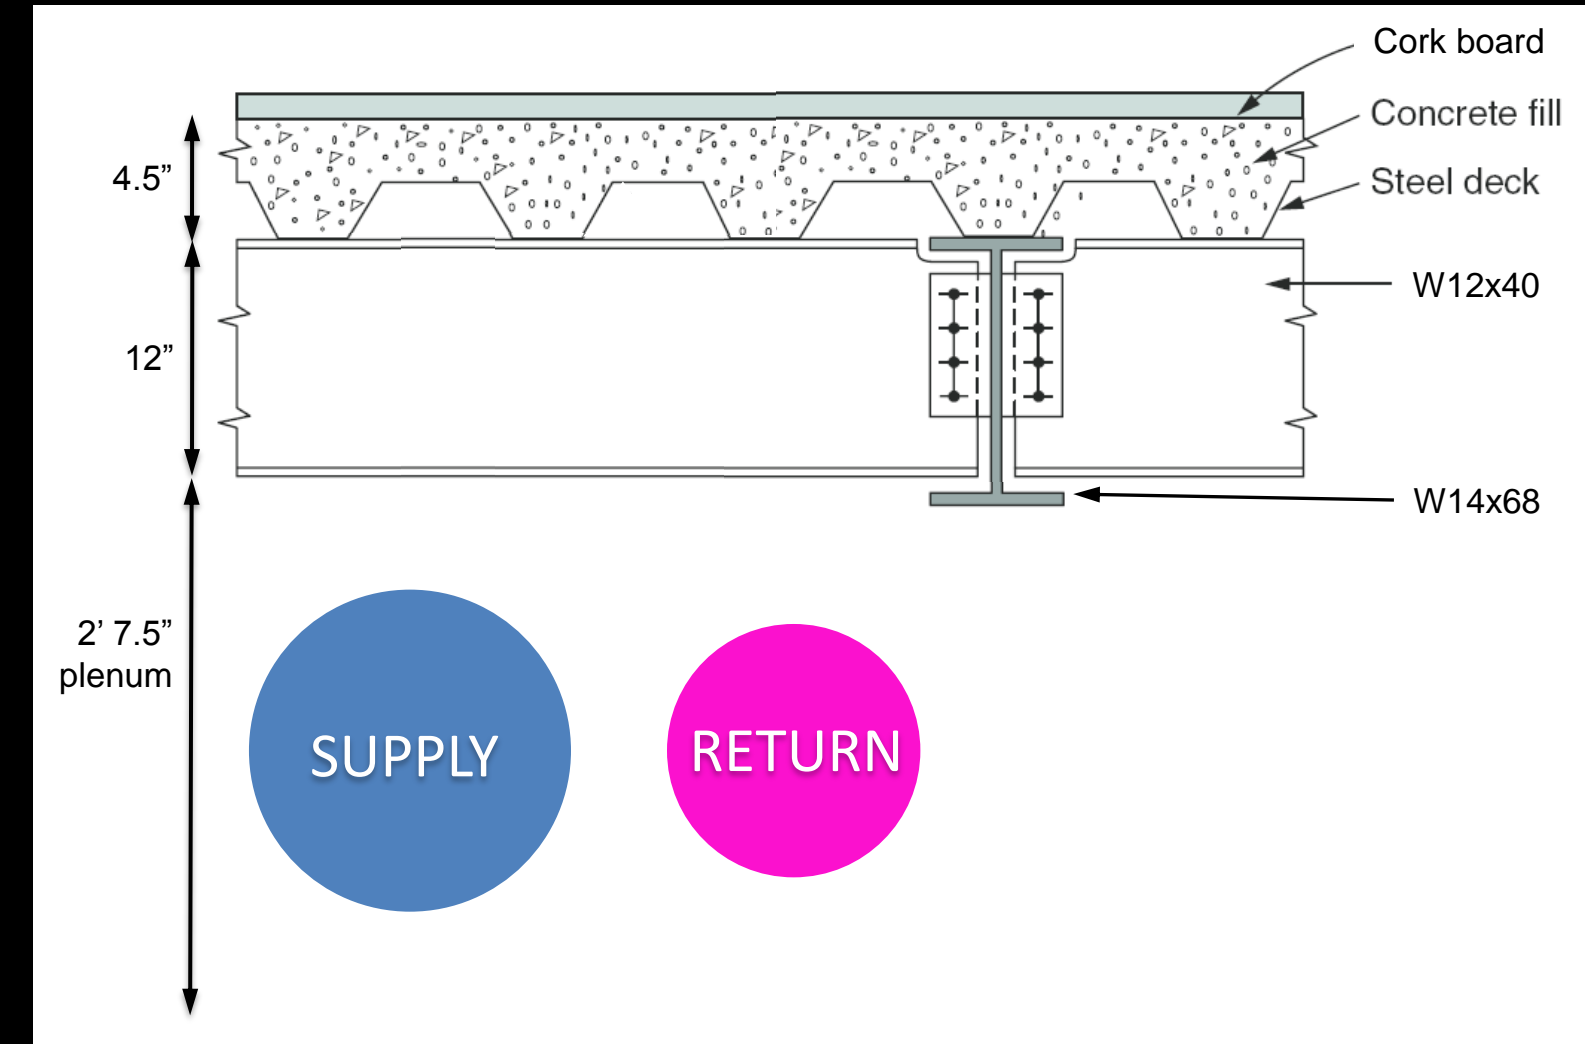 Cork board
Concrete fill
4.5”
Steel deck
W12x40
12”
W14x68
2’ 7.5”
plenum
SUPPLY
RETURN